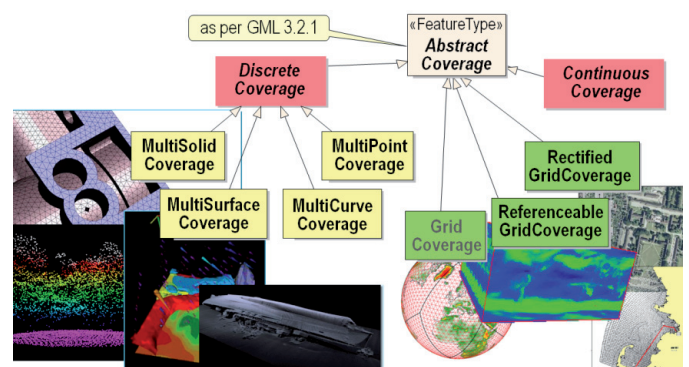 as per GML 3.2.1
«FeatureType»
Abstract
Coverage
Discrete
Coverage
Continuous
Coverage
MultiSolid
Coverage
MultiPoint
Coverage
Rectified
GridCoverage
MultiSurface
Coverage
MultiCurve
Coverage
Grid
Coverage
Referenceable
GridCoverage